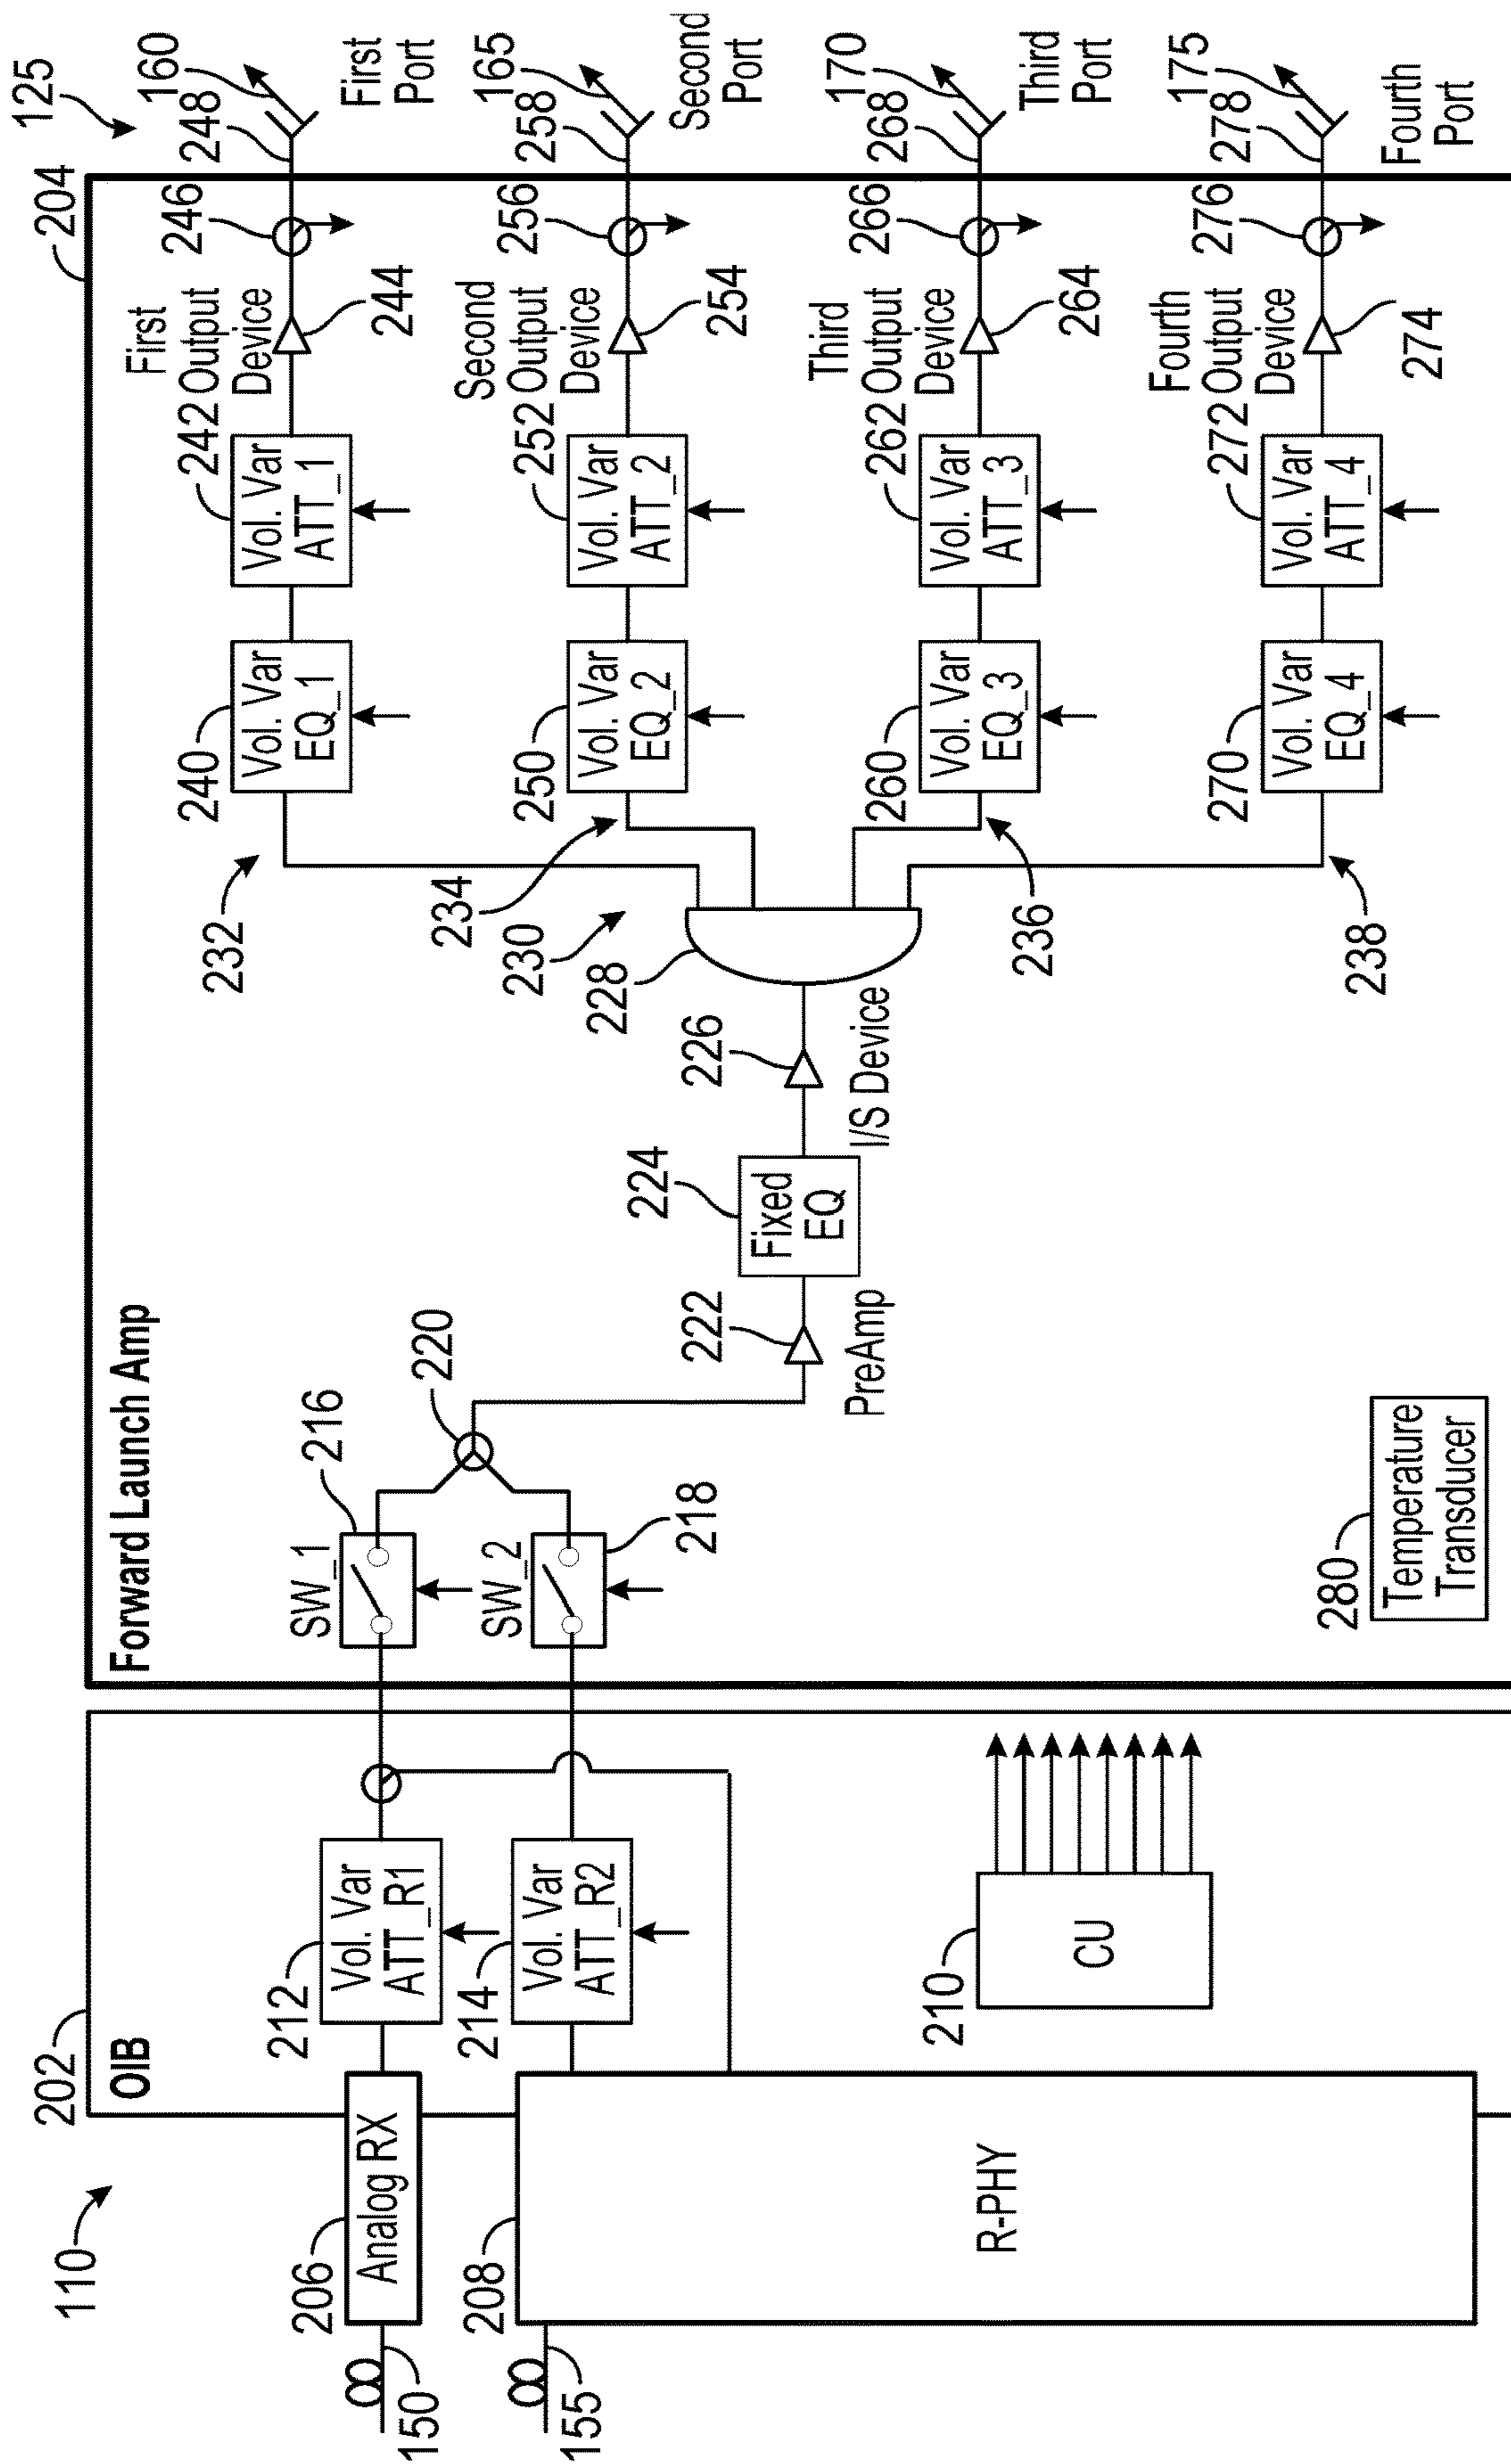 110
125
202
204
OIB
Forward Launch Amp
150
206
Analog RX
212
Vol. Var
ATT_R1
SW_1
216
155
208
R-PHY
214
Vol. Var
ATT_R2
SW_2
218
220
222
PreAmp
224
Fixed
EQ
226
I/S Device
228
230
232
240
Vol. Var
EQ_1
242
Vol. Var
ATT_1
First
Output
Device
244
246
248
160
First
Port
234
250
Vol. Var
EQ_2
252
Vol. Var
ATT_2
Second
Output
Device
254
256
258
165
Second
Port
236
260
Vol. Var
EQ_3
262
Vol. Var
ATT_3
Third
Output
Device
264
266
268
170
Third
Port
238
270
Vol. Var
EQ_4
272
Vol. Var
ATT_4
Fourth
Output
Device
274
276
278
175
Fourth
Port
210
CU
280
Temperature
Transducer